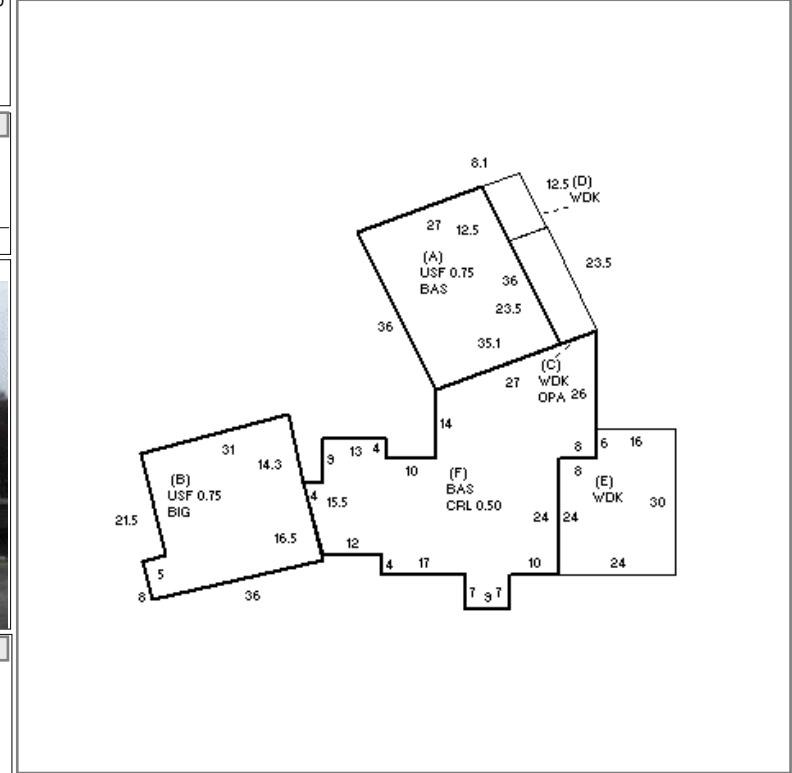 8.1
12.5 (D)
WDK
27 12.5
(A)
USF 0.75
BAS
23.5
36
23.5
36
35.1
(C)
WDK
OPA 26
27
14
31
13 4
9
14.3
10
8 6 16
8
(B)
USF 0.75
BIG
(F)
BAS
CRL 0.50
(E)
WDK
4 15.5
30
21.5
24 24
16.5
12
4 17
10
24
5
8
36
7 9 7